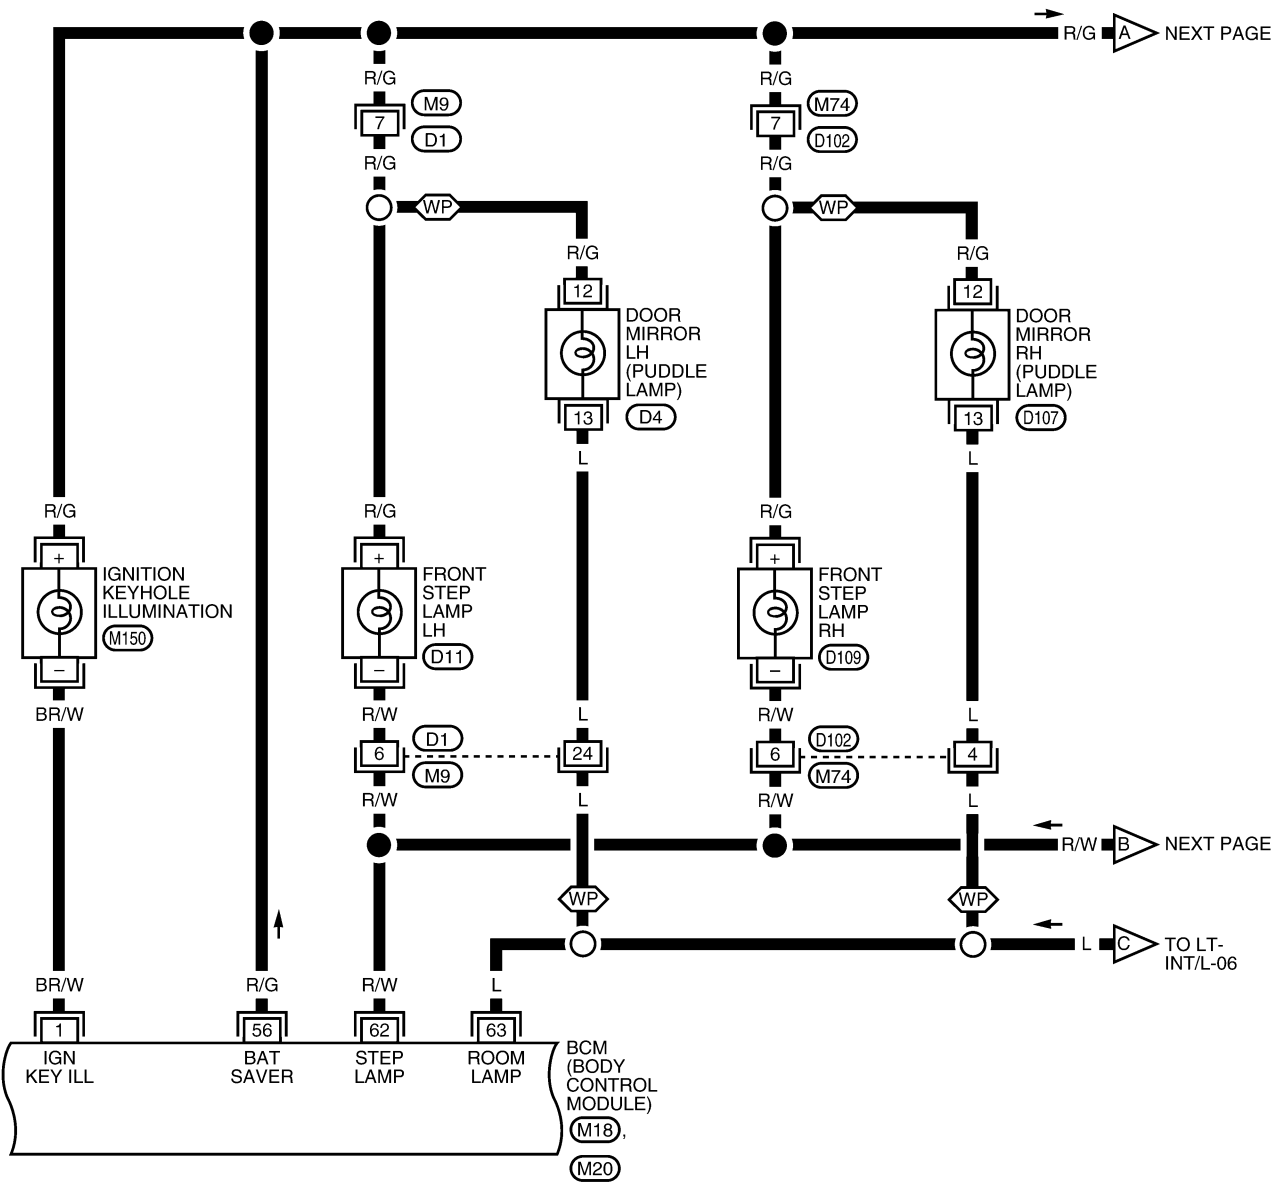 R/G
A
NEXT PAGE
R/G
M9
7
D1
R/G
WP
R/G
R/G
M74
7
D102
R/G
WP
R/G
12
DOOR
MIRROR
LH
(PUDDLE
LAMP)
13
D4
L
12
DOOR
MIRROR
RH
(PUDDLE
LAMP)
13
D107
L
R/G
+
IGNITION
KEYHOLE
ILLUMINATION
M150
–
BR/W
R/G
+
FRONT
STEP
LAMP
LH
D11
–
R/W
R/G
+
FRONT
STEP
LAMP
RH
D109
–
R/W
L
L
6
D1
M9
24
6
D102
M74
4
R/W
L
R/W
L
R/W
B
NEXT PAGE
WP
WP
L
C
TO LT-
INT/L-06
BR/W
R/G
R/W
L
1
56
62
63
IGN
KEY ILL
BAT
SAVER
STEP
LAMP
ROOM
LAMP
BCM
(BODY
CONTROL
MODULE)
M18 ,
M20